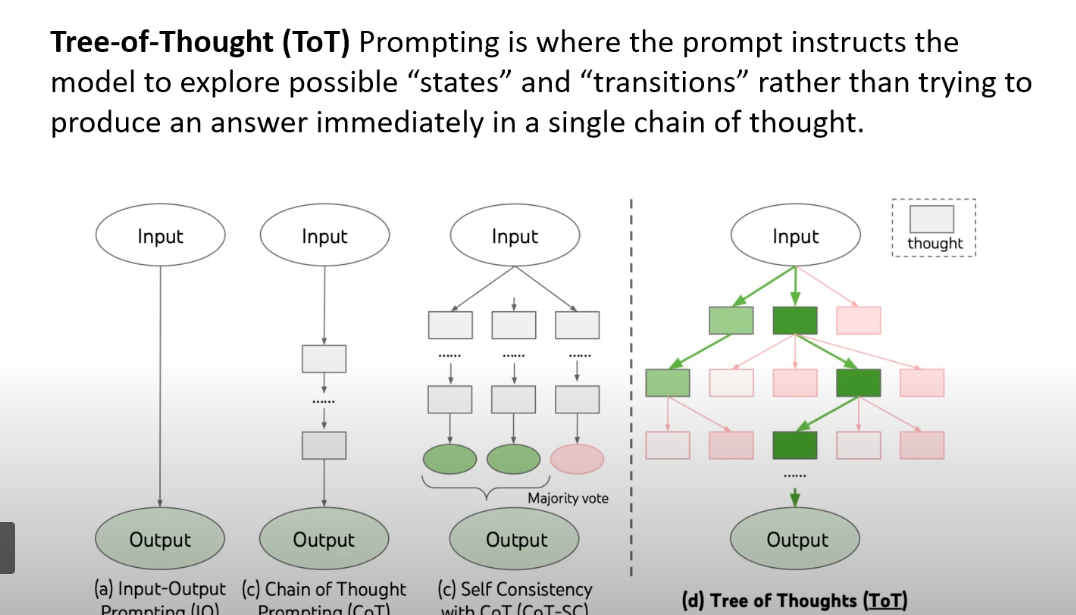 Tree-of-Thought (ToT) Prompting is where the prompt instructs the
model to explore possible “states” and “transitions” rather than trying to
produce an answer immediately in a single chain of thought.
Input
Input
Input
Input
thought
......
......
......
......
......
Majority vote
Output
Output
Output
Output
(a) Input-Output
Prompting (IO)
(c) Chain of Thought
Prompting (CoT)
(c) Self Consistency
with CoT (CoT-SC)
(d) Tree of Thoughts (ToT)